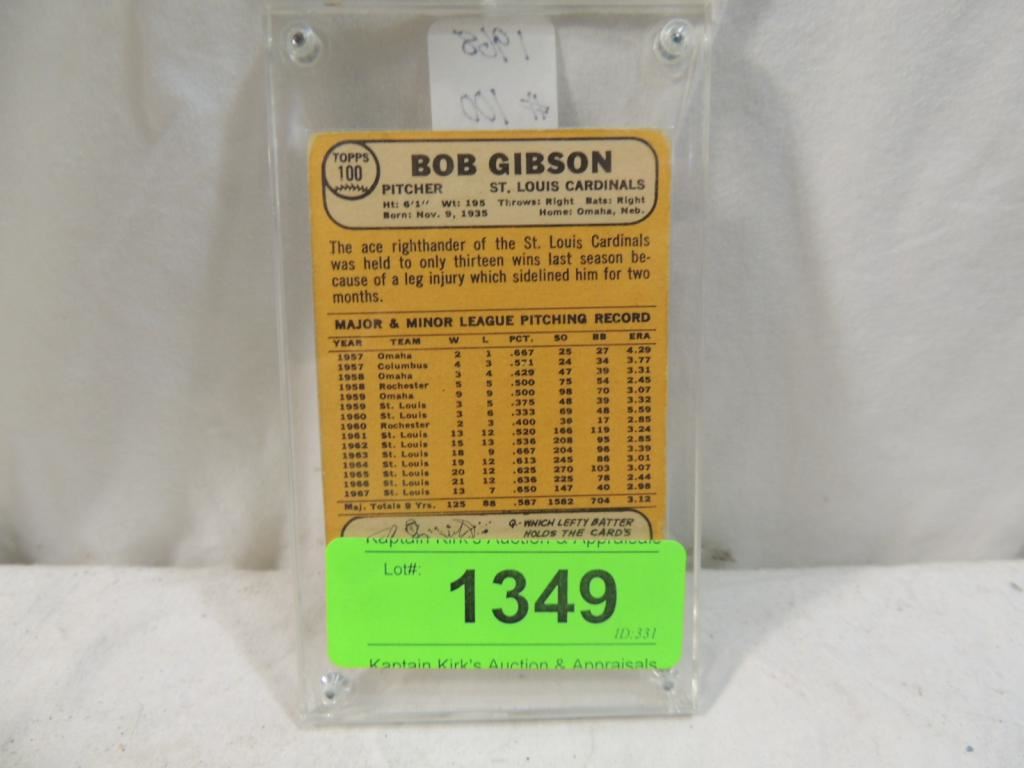 1968
# 100
TOPPS
100
BOB GIBSON
PITCHER ST. LOUIS CARDINALS
Ht: 6'1" Wt: 195 Throws: Right Bats: Right
Born: Nov. 9, 1935 Home: Omaha, Neb.
The ace righthander of the St. Louis Cardinals
was held to only thirteen wins last season be-
cause of a leg injury which sidelined him for two
months.
MAJOR & MINOR LEAGUE PITCHING RECORD
YEAR TEAM W L PCT. SO BB ERA
1957 Omaha 2 1 .667 25 27 4.29
1957 Columbus 4 3 .571 24 34 3.77
1958 Omaha 3 4 .429 47 39 3.31
1958 Rochester 5 5 .500 75 54 2.45
1959 Omaha 9 9 .500 98 70 3.07
1959 St. Louis 3 5 .375 48 39 3.32
1960 St. Louis 3 6 .333 69 48 5.59
1960 Rochester 2 3 .400 36 17 2.85
1961 St. Louis 13 12 .520 166 119 3.24
1962 St. Louis 15 13 .536 208 95 2.85
1963 St. Louis 18 9 .667 204 96 3.39
1964 St. Louis 19 12 .613 245 86 3.01
1965 St. Louis 20 12 .625 270 103 3.07
1966 St. Louis 21 12 .636 225 78 2.44
1967 St. Louis 13 7 .650 147 40 2.98
Maj. Totals 9 Yrs. 125 88 .587 1582 704 3.12
Q.-WHICH LEFTY BATTER
HOLDS THE CARDS
Kaptain Kirk's Auction & Appraisals
Lot#:
1349
ID:331
Kaptain Kirk's Auction & Appraisals